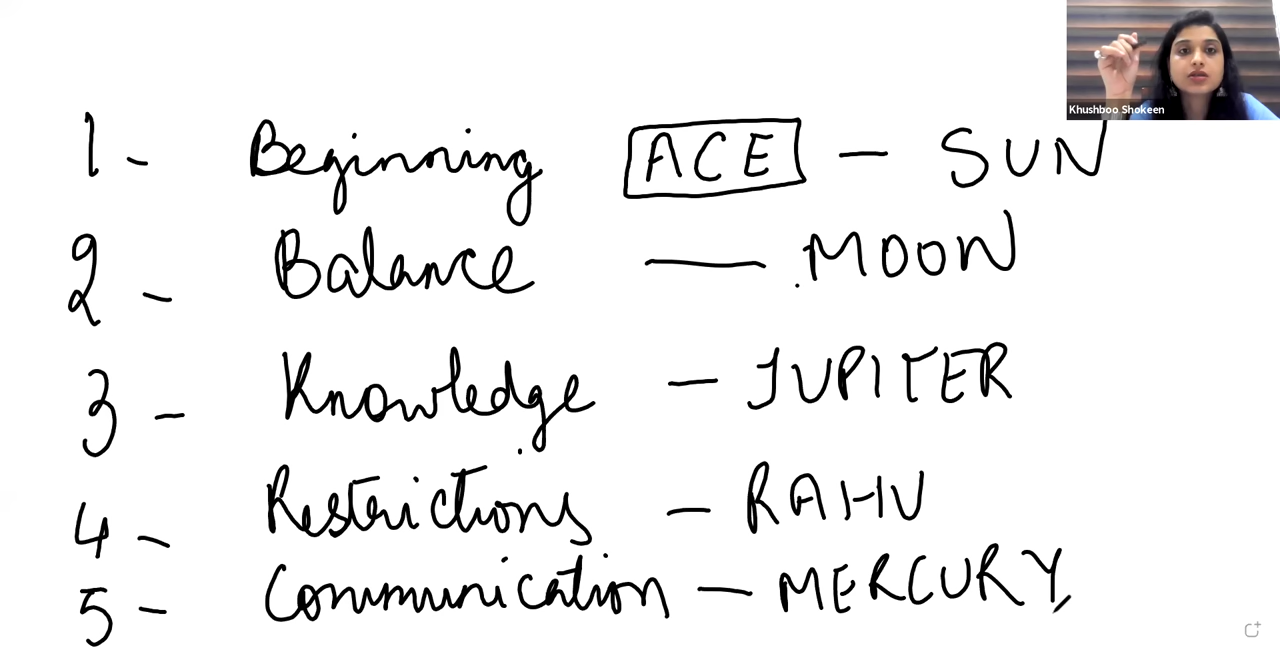 Khushboo Shokeen
1 - Beginning ACE - SUN
2 - Balance - MOON
3 - Knowledge - JUPITER
4 - Restrictions - RAHU
5 - Communication - MERCURY